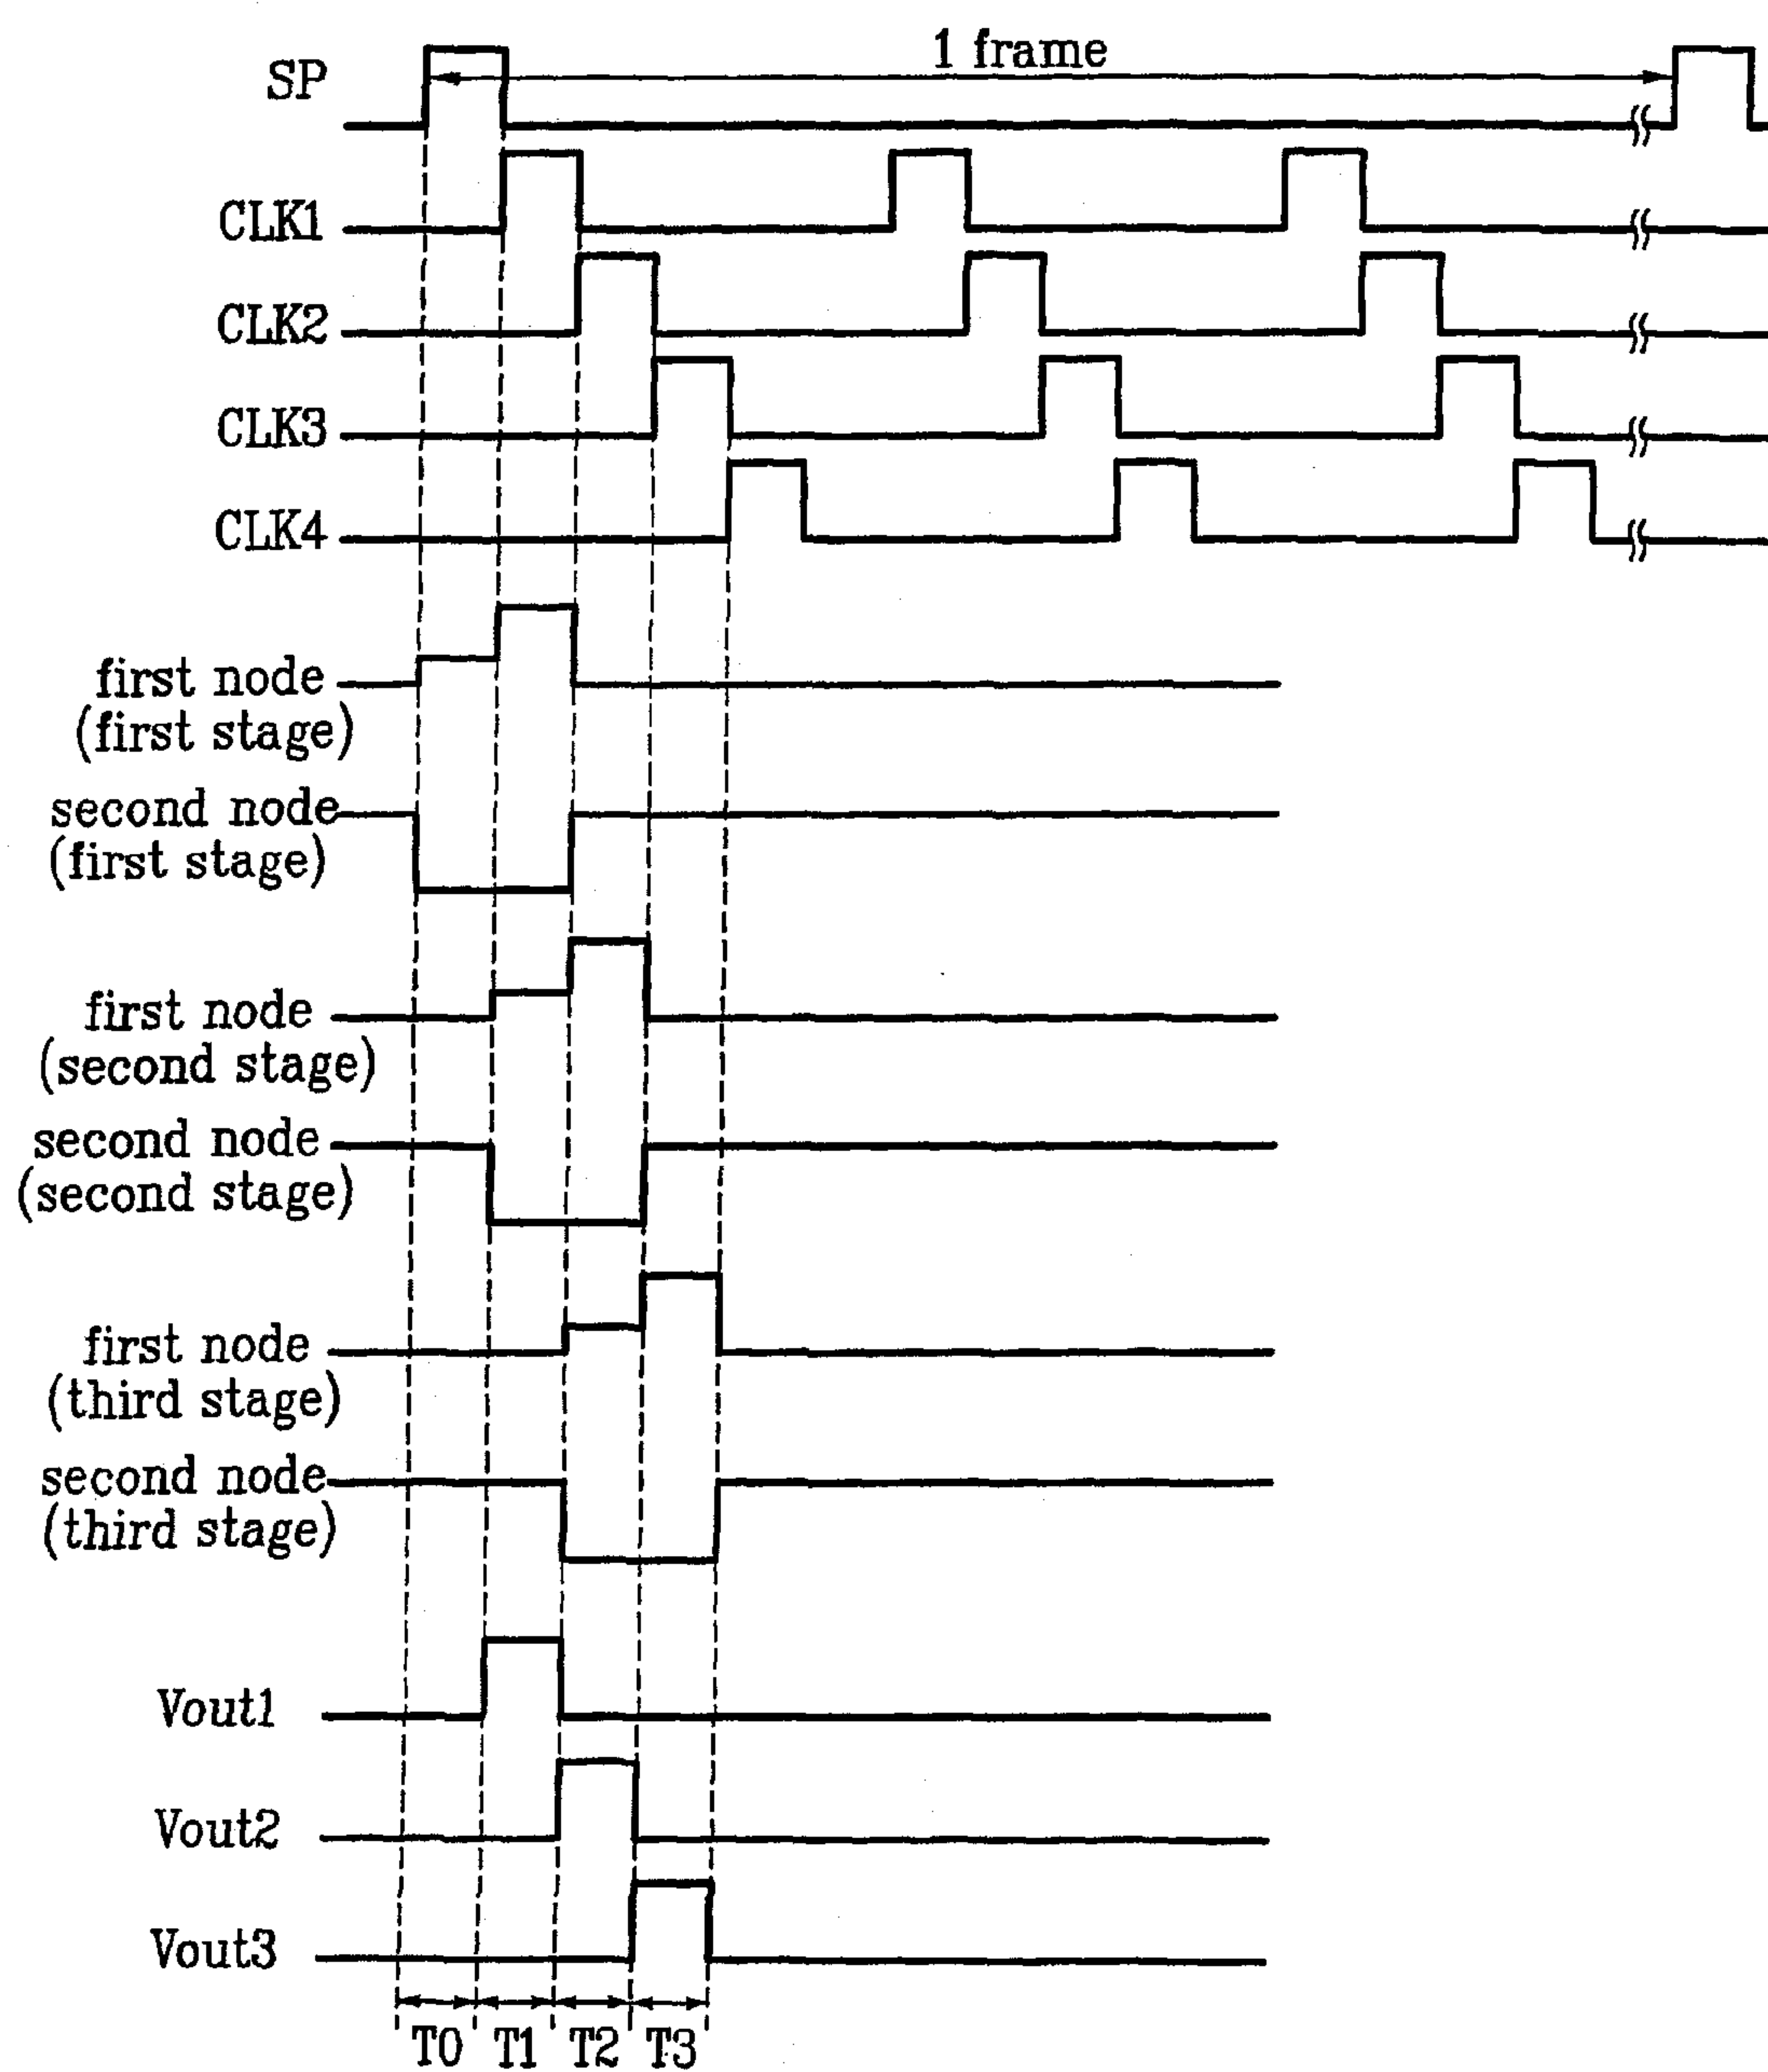 1 frame
SP
CLK1
CLK2
CLK3
CLK4
first node
(first stage)
second node
(first stage)
first node
(second stage)
second node
(second stage)
first node
(third stage)
second node
(third stage)
Vout1
Vout2
Vout3
T0 T1 T2 T3